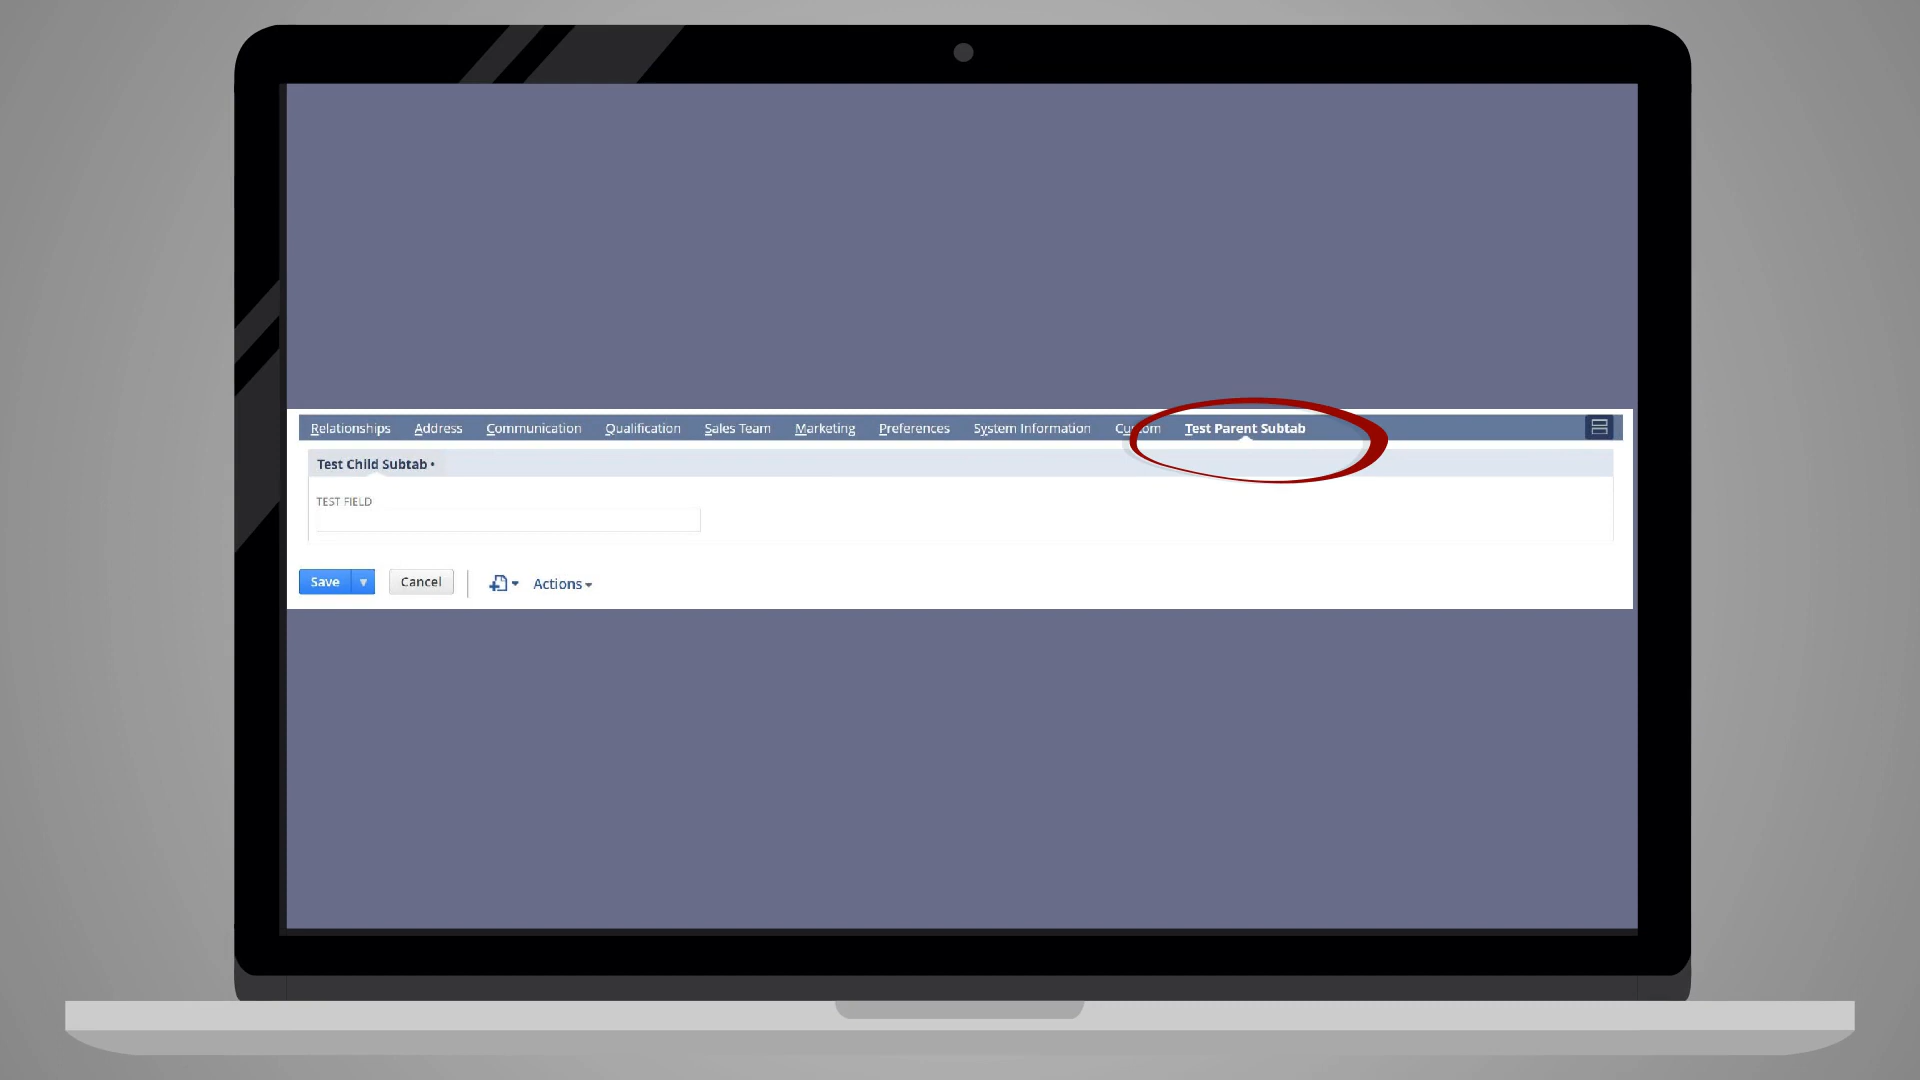 Relationships Address Communication Qualification Sales Team Marketing Preferences System Information Custom Test Parent Subtab
Test Child Subtab •
TEST FIELD
Save Cancel Actions